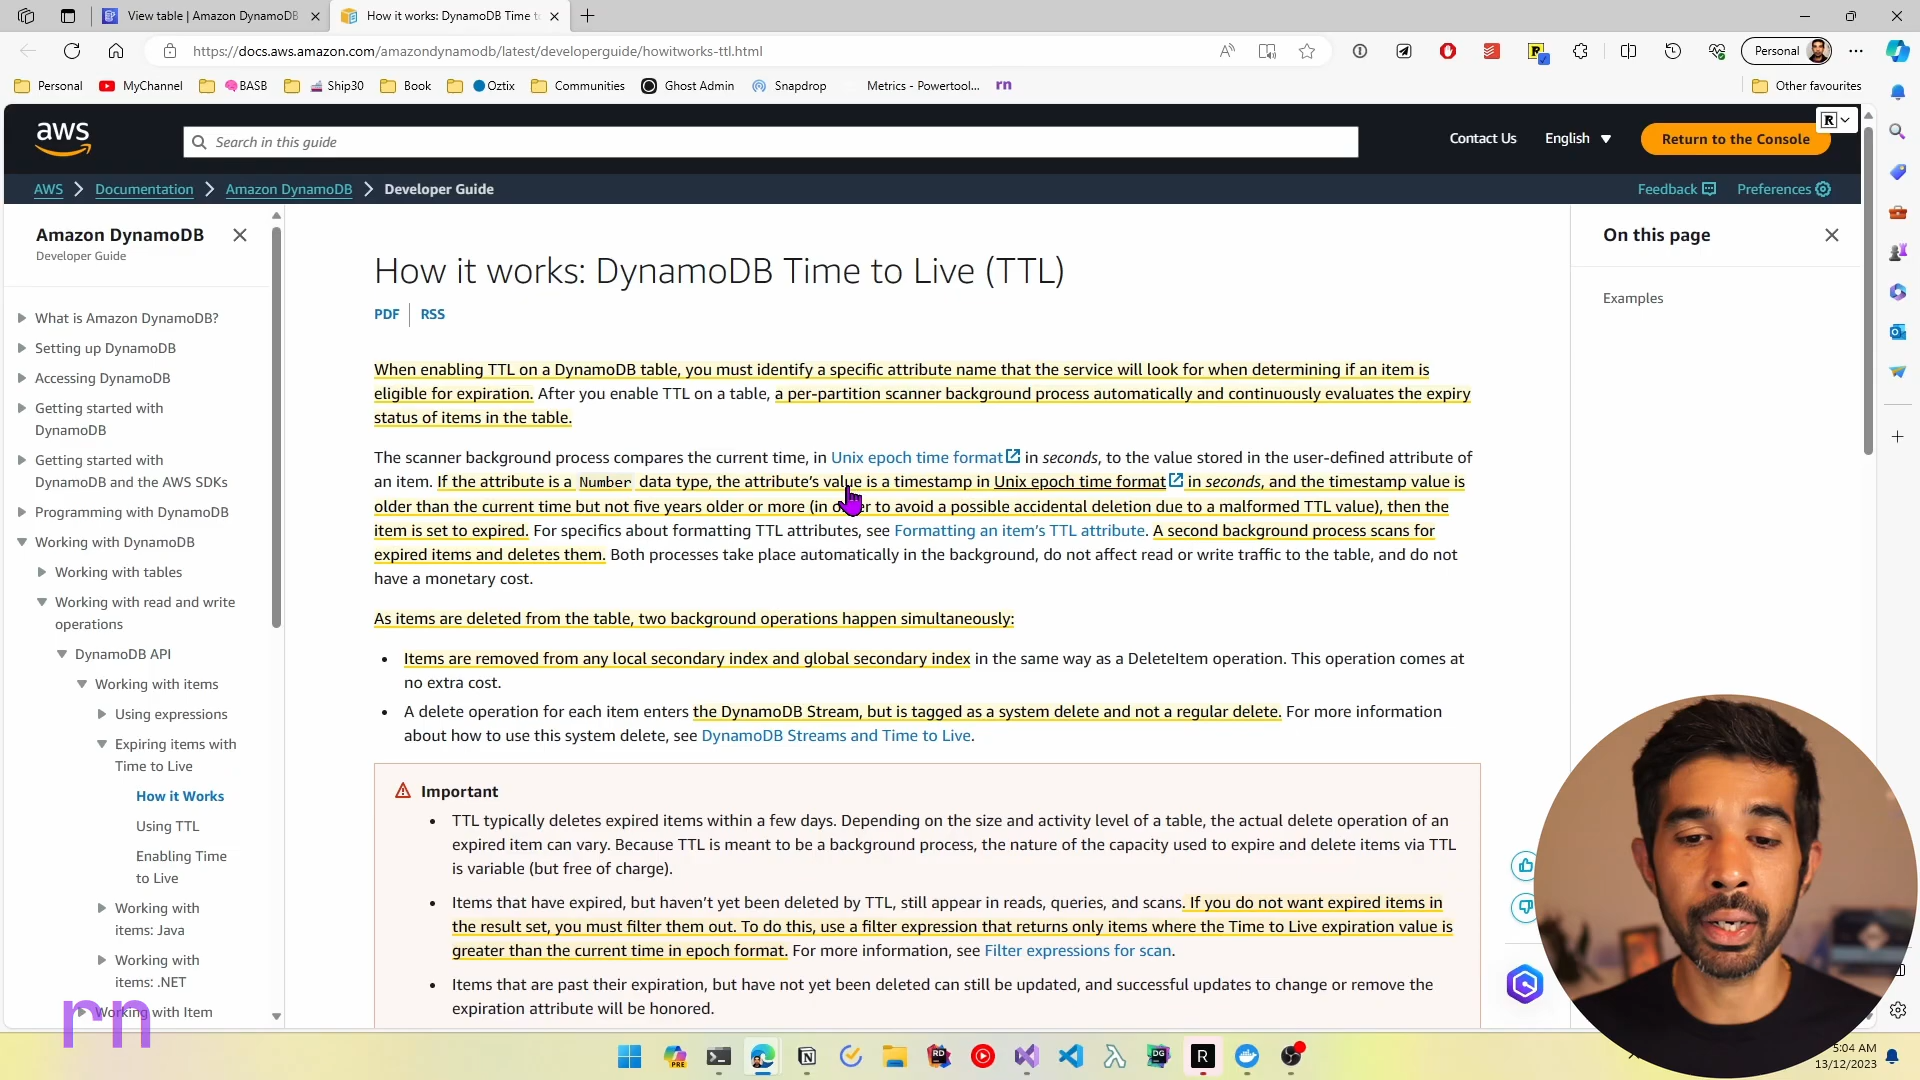 View table | Amazon DynamoDB
How it works: DynamoDB Time to
https://docs.aws.amazon.com/amazondynamodb/latest/developerguide/howitworks-ttl.html
Personal
Personal
MyChannel
BASB
Ship30
Book
Oztix
Communities
Ghost Admin
Snapdrop
Metrics - Powertool...
rn
Other favourites
aws
Search in this guide
Contact Us
English
Return to the Console
AWS
Documentation
Amazon DynamoDB
Developer Guide
Feedback
Preferences
Amazon DynamoDB
Developer Guide
What is Amazon DynamoDB?
Setting up DynamoDB
Accessing DynamoDB
Getting started with
DynamoDB
Getting started with
DynamoDB and the AWS SDKs
Programming with DynamoDB
Working with DynamoDB
Working with tables
Working with read and write
operations
DynamoDB API
Working with items
Using expressions
Expiring items with
Time to Live
How it Works
Using TTL
Enabling Time
to Live
Working with
items: Java
Working with
items: .NET
Working with Item
rn
How it works: DynamoDB Time to Live (TTL)
PDF
RSS
When enabling TTL on a DynamoDB table, you must identify a specific attribute name that the service will look for when determining if an item is
eligible for expiration. After you enable TTL on a table, a per-partition scanner background process automatically and continuously evaluates the expiry
status of items in the table.
The scanner background process compares the current time, in Unix epoch time format in seconds, to the value stored in the user-defined attribute of
an item. If the attribute is a Number data type, the attribute's value is a timestamp in Unix epoch time format in seconds, and the timestamp value is
older than the current time but not five years older or more (in order to avoid a possible accidental deletion due to a malformed TTL value), then the
item is set to expired. For specifics about formatting TTL attributes, see Formatting an item's TTL attribute. A second background process scans for
expired items and deletes them. Both processes take place automatically in the background, do not affect read or write traffic to the table, and do not
have a monetary cost.
As items are deleted from the table, two background operations happen simultaneously:
• Items are removed from any local secondary index and global secondary index in the same way as a DeleteItem operation. This operation comes at
no extra cost.
• A delete operation for each item enters the DynamoDB Stream, but is tagged as a system delete and not a regular delete. For more information
about how to use this system delete, see DynamoDB Streams and Time to Live.
Important
• TTL typically deletes expired items within a few days. Depending on the size and activity level of a table, the actual delete operation of an
expired item can vary. Because TTL is meant to be a background process, the nature of the capacity used to expire and delete items via TTL
is variable (but free of charge).
• Items that have expired, but haven't yet been deleted by TTL, still appear in reads, queries, and scans. If you do not want expired items in
the result set, you must filter them out. To do this, use a filter expression that returns only items where the Time to Live expiration value is
greater than the current time in epoch format. For more information, see Filter expressions for scan.
• Items that are past their expiration, but have not yet been deleted can still be updated, and successful updates to change or remove the
expiration attribute will be honored.
On this page
Examples
5:04 AM
13/12/2023